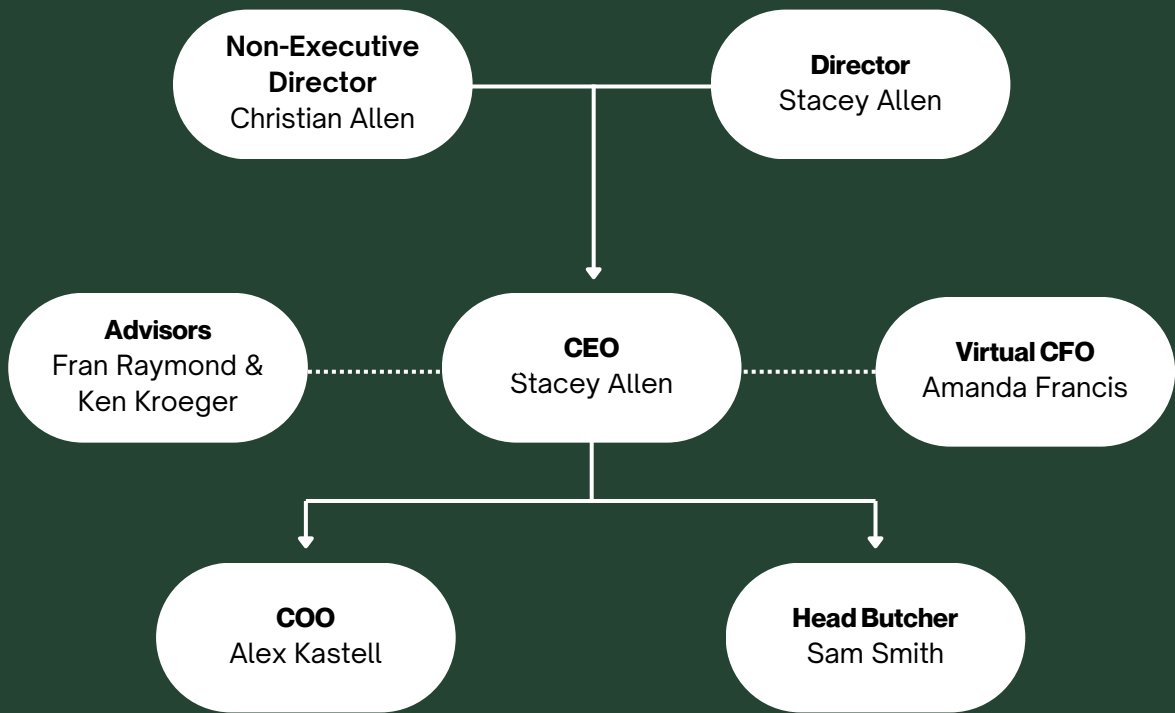 Non-Executive
Director
Christian Allen
Director
Stacey Allen
Advisors
Fran Raymond &
Ken Kroeger
CEO
Stacey Allen
Virtual CFO
Amanda Francis
COO
Alex Kastell
Head Butcher
Sam Smith